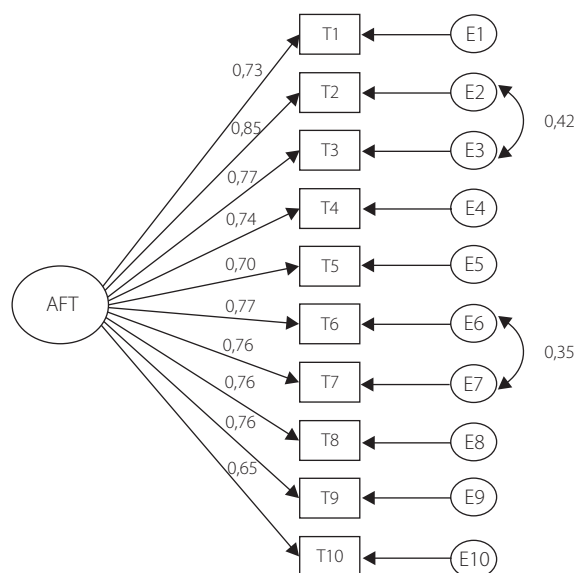 T1 E1
0,73
T2 E2
0,85
0,42
T3 E3
0,77
T4 E4
0,74
T5 E5
0,70
AFT
T6 E6
0,77
0,35
T7 E7
0,76
T8 E8
0,76
T9 E9
0,76
0,65
T10 E10